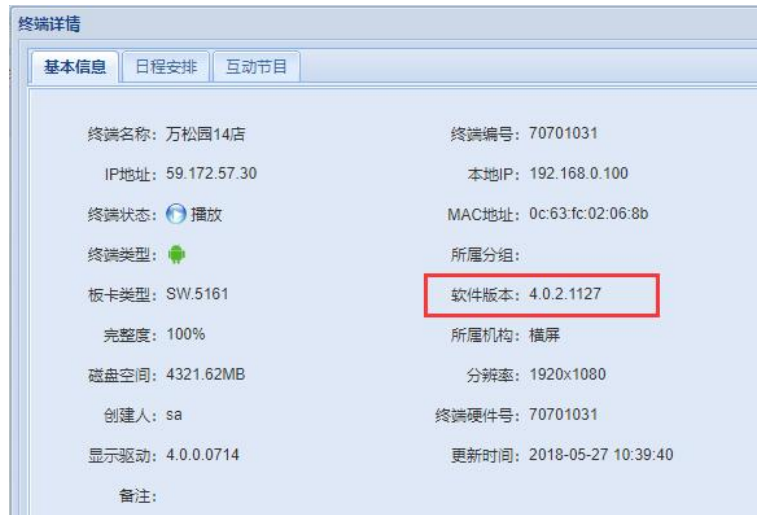 终端详情
基本信息 日程安排 互动节目
终端名称: 万松园14店 终端编号: 70701031
IP地址: 59.172.57.30 本地IP: 192.168.0.100
终端状态: 播放 MAC地址: 0c:63:fc:02:06:8b
终端类型: 所属分组:
板卡类型: SW.5161 软件版本: 4.0.2.1127
完整度: 100% 所属机构: 横屏
磁盘空间: 4321.62MB 分辨率: 1920x1080
创建人: sa 终端硬件号: 70701031
显示驱动: 4.0.0.0714 更新时间: 2018-05-27 10:39:40
备注: